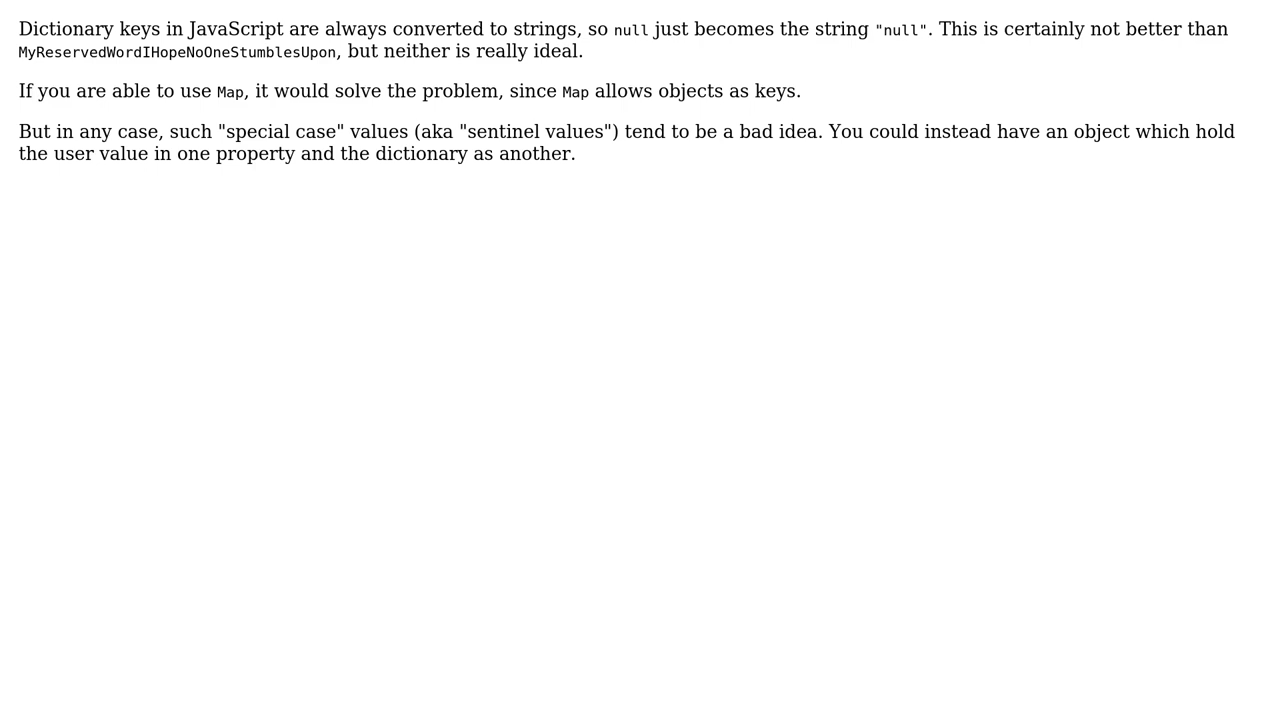 Dictionary keys in JavaScript are always converted to strings, so null just becomes the string "null". This is certainly not better than
MyReservedWordIHopeNoOneStumblesUpon, but neither is really ideal.
If you are able to use Map, it would solve the problem, since Map allows objects as keys.
But in any case, such "special case" values (aka "sentinel values") tend to be a bad idea. You could instead have an object which hold
the user value in one property and the dictionary as another.